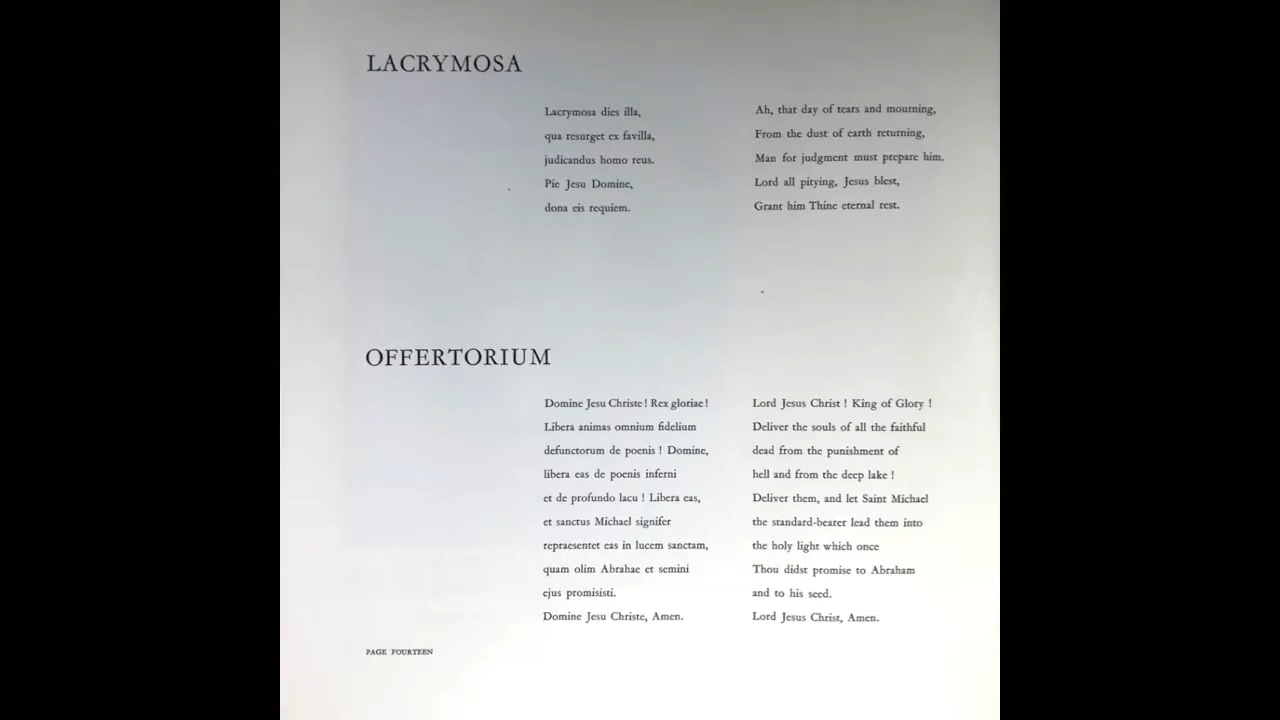 LACRYMOSA
Lacrymosa dies illa,
qua resurget ex favilla,
judicandus homo reus.
Pie Jesu Domine,
dona eis requiem.
Ah, that day of tears and mourning,
From the dust of earth returning,
Man for judgment must prepare him.
Lord all pitying, Jesus blest,
Grant him Thine eternal rest.
OFFERTORIUM
Domine Jesu Christe! Rex gloriae!
Libera animas omnium fidelium
defunctorum de poenis ! Domine,
libera eas de poenis inferni
et de profundo lacu ! Libera eas,
et sanctus Michael signifer
repraesentet eas in lucem sanctam,
quam olim Abrahae et semini
ejus promisisti.
Domine Jesu Christe, Amen.
Lord Jesus Christ ! King of Glory !
Deliver the souls of all the faithful
dead from the punishment of
hell and from the deep lake !
Deliver them, and let Saint Michael
the standard-bearer lead them into
the holy light which once
Thou didst promise to Abraham
and to his seed.
Lord Jesus Christ, Amen.
PAGE FOURTEEN